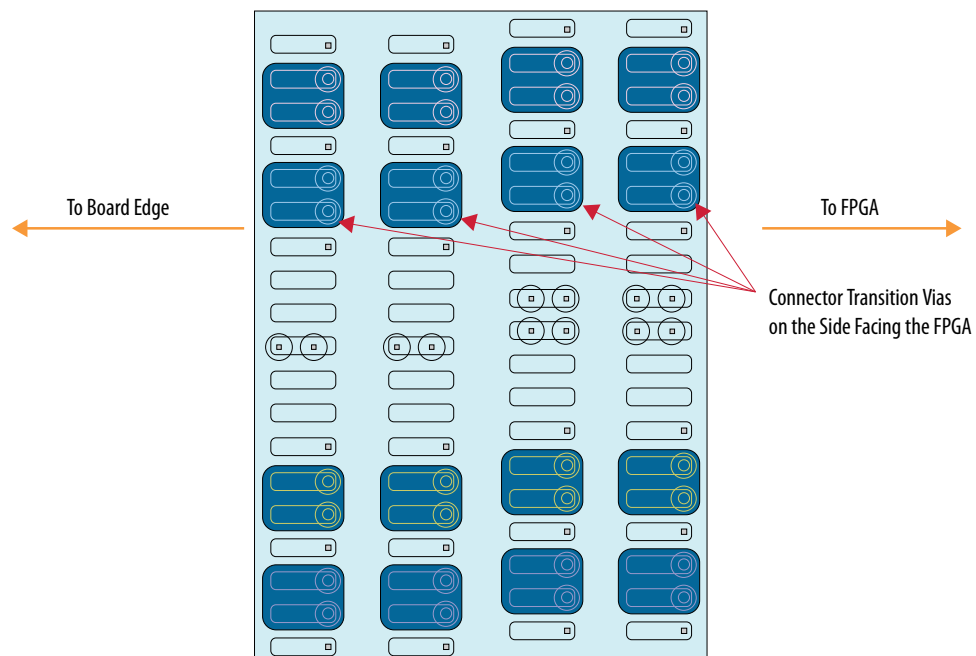 To Board Edge
To FPGA
Connector Transition Vias
on the Side Facing the FPGA